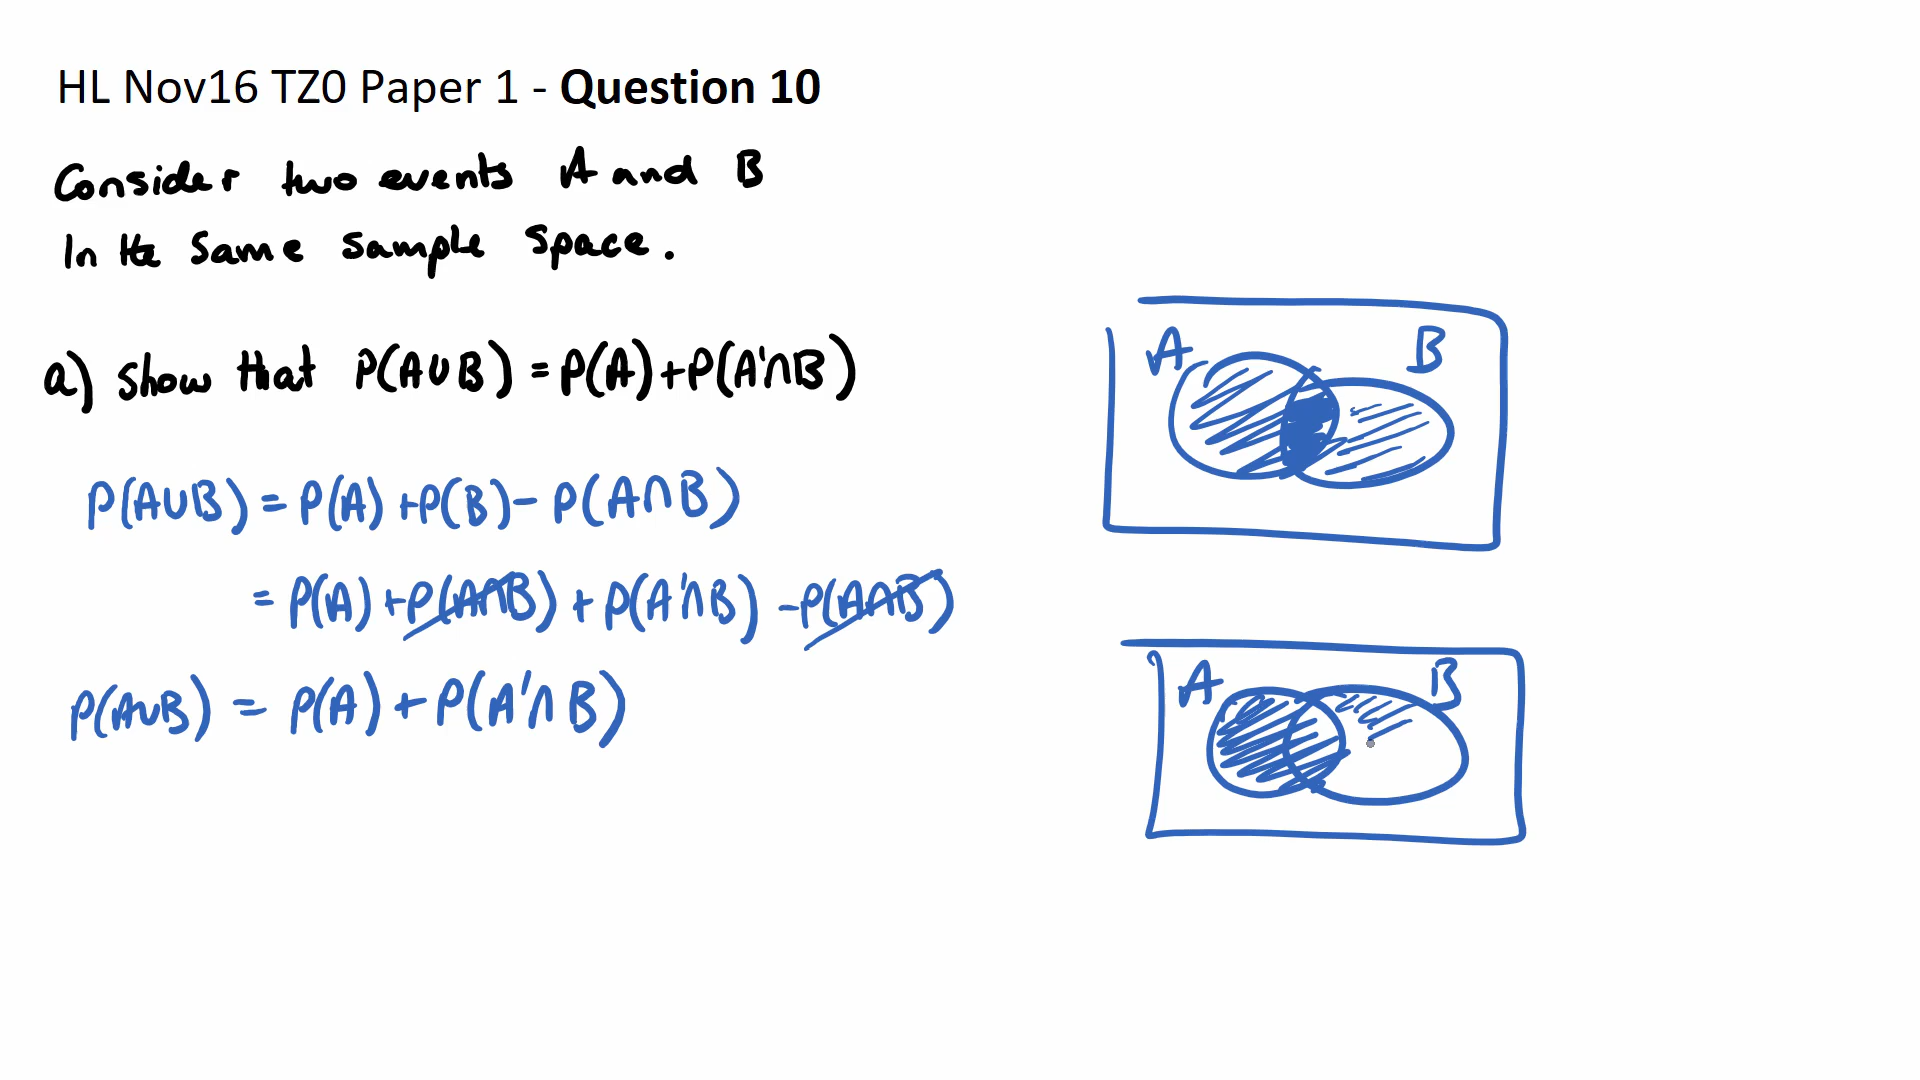 HL Nov16 TZ0 Paper 1 - Question 10
Consider two events A and B
In the same sample space.
a) show that P(A∪B) = P(A)+P(A'∩B)
P(A∪B) = P(A)+P(B)-P(A∩B)
= P(A)+P(A∩B)+P(A'∩B)-P(A∩B)
P(A∪B) = P(A)+P(A'∩B)
A B
A B